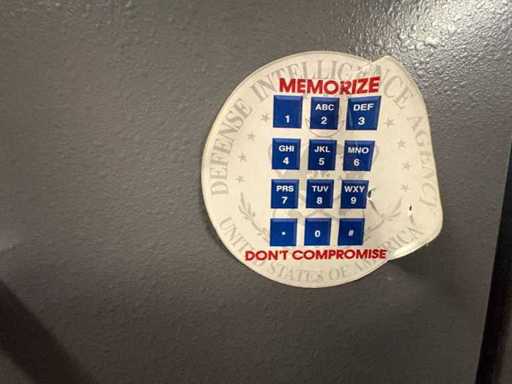 DEFENSE INTELLIGENCE AGENCY
MEMORIZE
1 ABC 2 DEF 3
GHI 4 JKL 5 MNO 6
PRS 7 TUV 8 WXY 9
* 0 #
DON'T COMPROMISE
UNITED STATES OF AMERICA